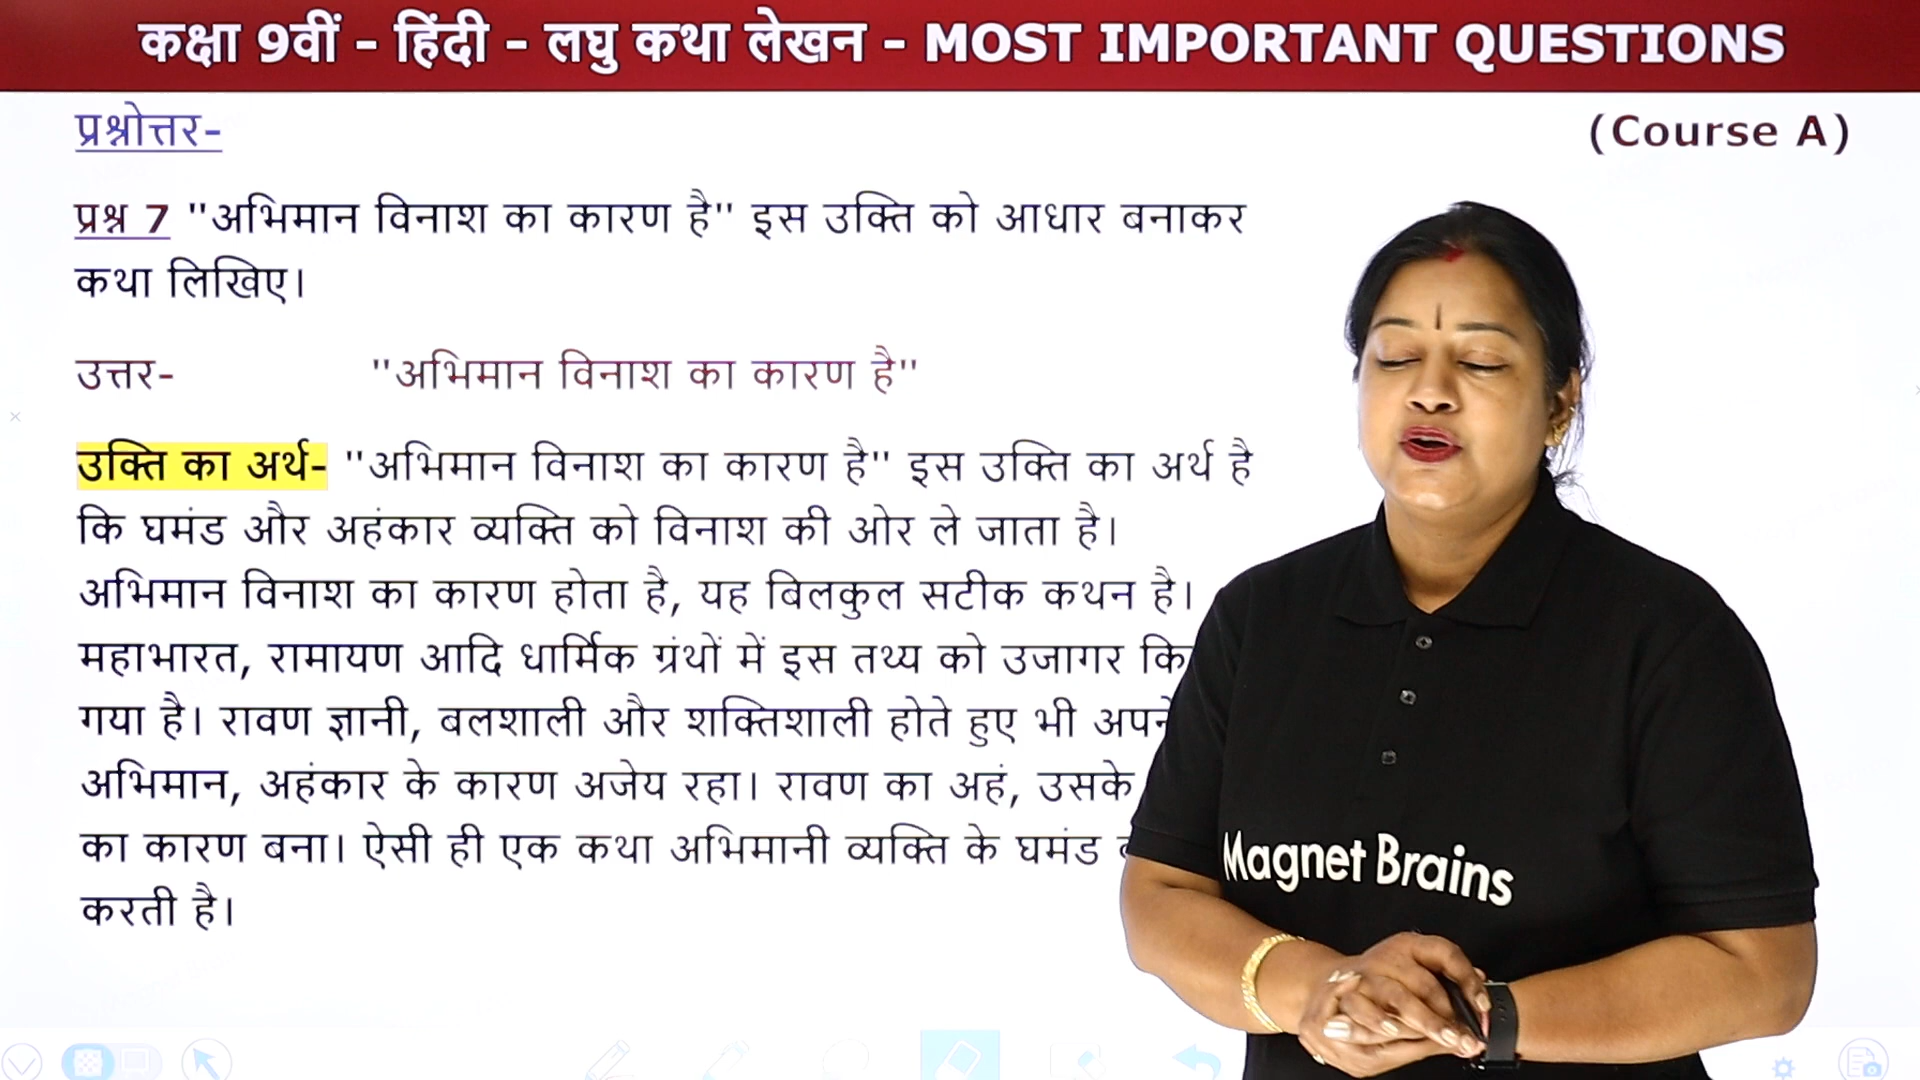 कक्षा 9वीं - हिंदी - लघु कथा लेखन - MOST IMPORTANT QUESTIONS
प्रश्नोत्तर-
(Course A)
प्रश्न 7 "अभिमान विनाश का कारण है" इस उक्ति को आधार बनाकर
कथा लिखिए।
उत्तर- "अभिमान विनाश का कारण है"
उक्ति का अर्थ- "अभिमान विनाश का कारण है" इस उक्ति का अर्थ है
कि घमंड और अहंकार व्यक्ति को विनाश की ओर ले जाता है।
अभिमान विनाश का कारण होता है, यह बिलकुल सटीक कथन है।
महाभारत, रामायण आदि धार्मिक ग्रंथों में इस तथ्य को उजागर
गया है। रावण ज्ञानी, बलशाली और शक्तिशाली होते हुए भी
अभिमान, अहंकार के कारण अजेय रहा। रावण का अहं, उसके
का कारण बना। ऐसी ही एक कथा अभिमानी व्यक्ति के घमंड
करती है।
Magnet Brains